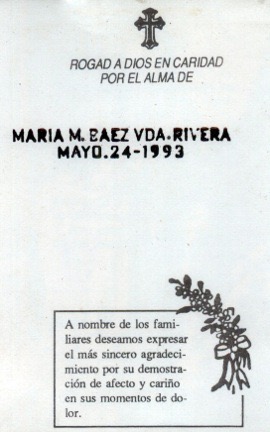 ROGAD A DIOS EN CARIDAD
POR EL ALMA DE
MARIA M. BAEZ VDA.RIVERA
MAYO.24-1993
A nombre de los fami-
liares deseamos expresar
el más sincero agradeci-
miento por su demostra-
ción de afecto y cariño
en sus momentos de do-
lor.